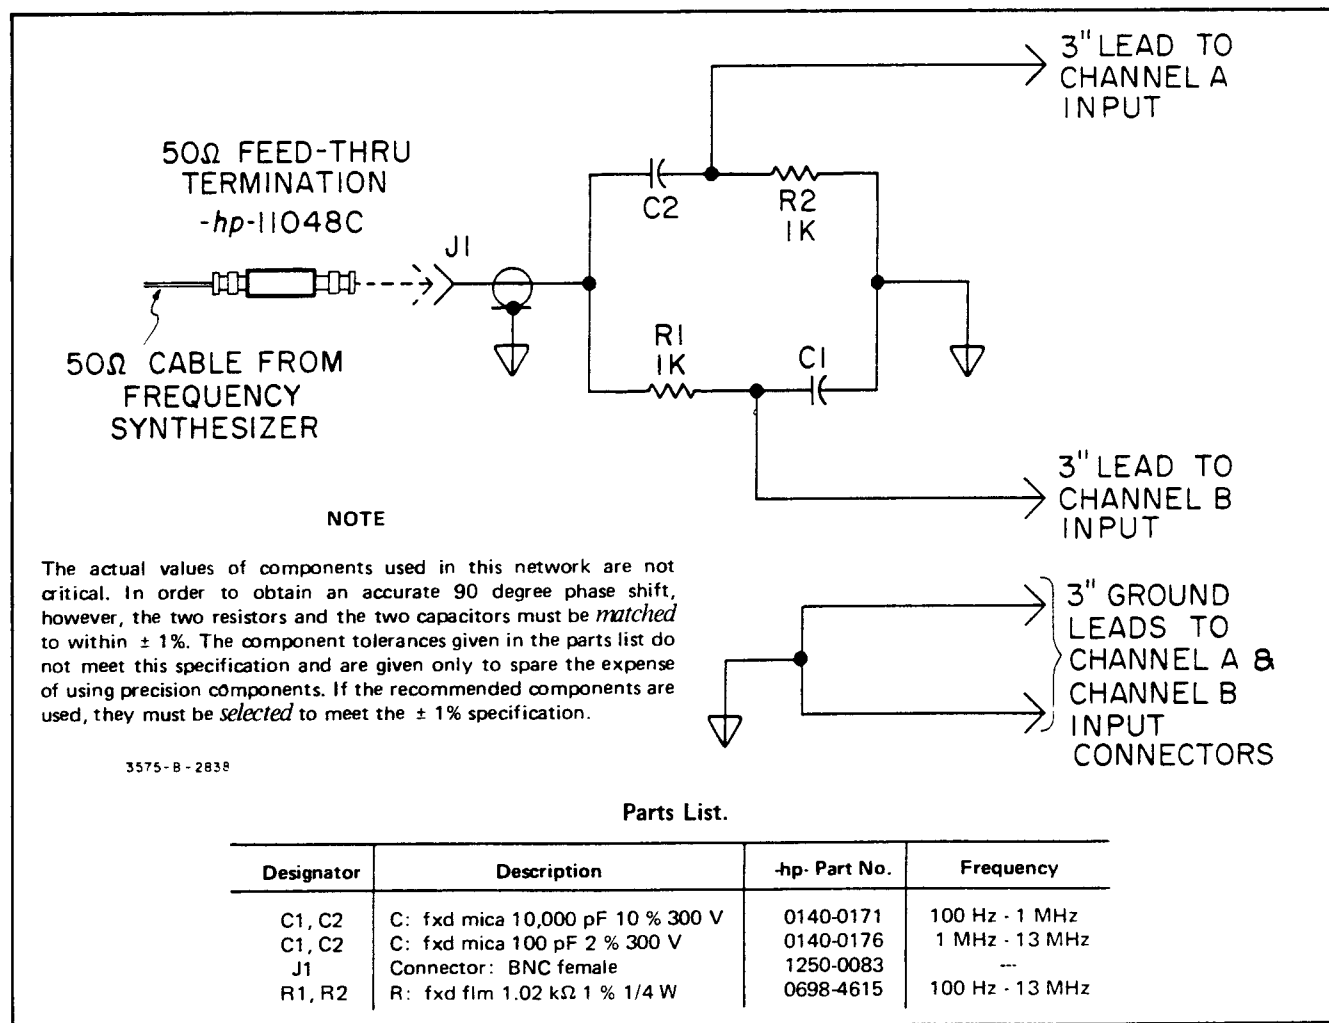 3" LEAD TO
CHANNEL A
INPUT
50Ω FEED-THRU
TERMINATION
-hp-11048C
J1
C2
R2
1K
50Ω CABLE FROM
FREQUENCY
SYNTHESIZER
R1
1K
C1
3" LEAD TO
CHANNEL B
INPUT
NOTE
The actual values of components used in this network are not
critical. In order to obtain an accurate 90 degree phase shift,
however, the two resistors and the two capacitors must be matched
to within ± 1%. The component tolerances given in the parts list do
not meet this specification and are given only to spare the expense
of using precision components. If the recommended components are
used, they must be selected to meet the ± 1% specification.
3" GROUND
LEADS TO
CHANNEL A &
CHANNEL B
INPUT
CONNECTORS
3575-B-2838
Parts List.
Designator Description -hp- Part No. Frequency
C1, C2 C: fxd mica 10,000 pF 10 % 300 V 0140-0171 100 Hz - 1 MHz
C1, C2 C: fxd mica 100 pF 2 % 300 V 0140-0176 1 MHz - 13 MHz
J1 Connector: BNC female 1250-0083 ---
R1, R2 R: fxd flm 1.02 kΩ 1 % 1/4 W 0698-4615 100 Hz - 13 MHz